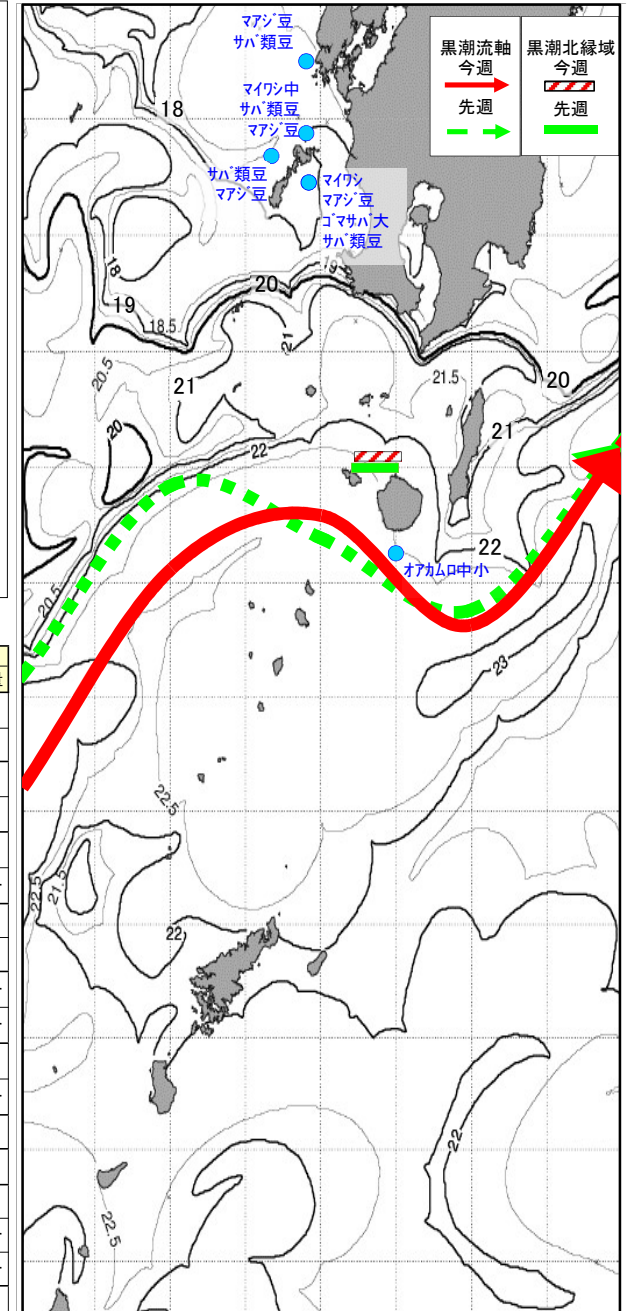 マアジ豆
サバ類豆
マイワシ中
サバ類豆
マアジ豆
サバ類豆
マアジ豆
マイワシ
マアジ豆
ゴマサバ大
サバ類豆
黒潮流軸
今週
先週
黒潮北縁域
今週
先週
18
18
19
18.5
19
20
21
20.5
21
20
21.5
20
21
22
22
オアカムロ中小
20.5
23
22.5
22.5
21.5
22
22
22.5